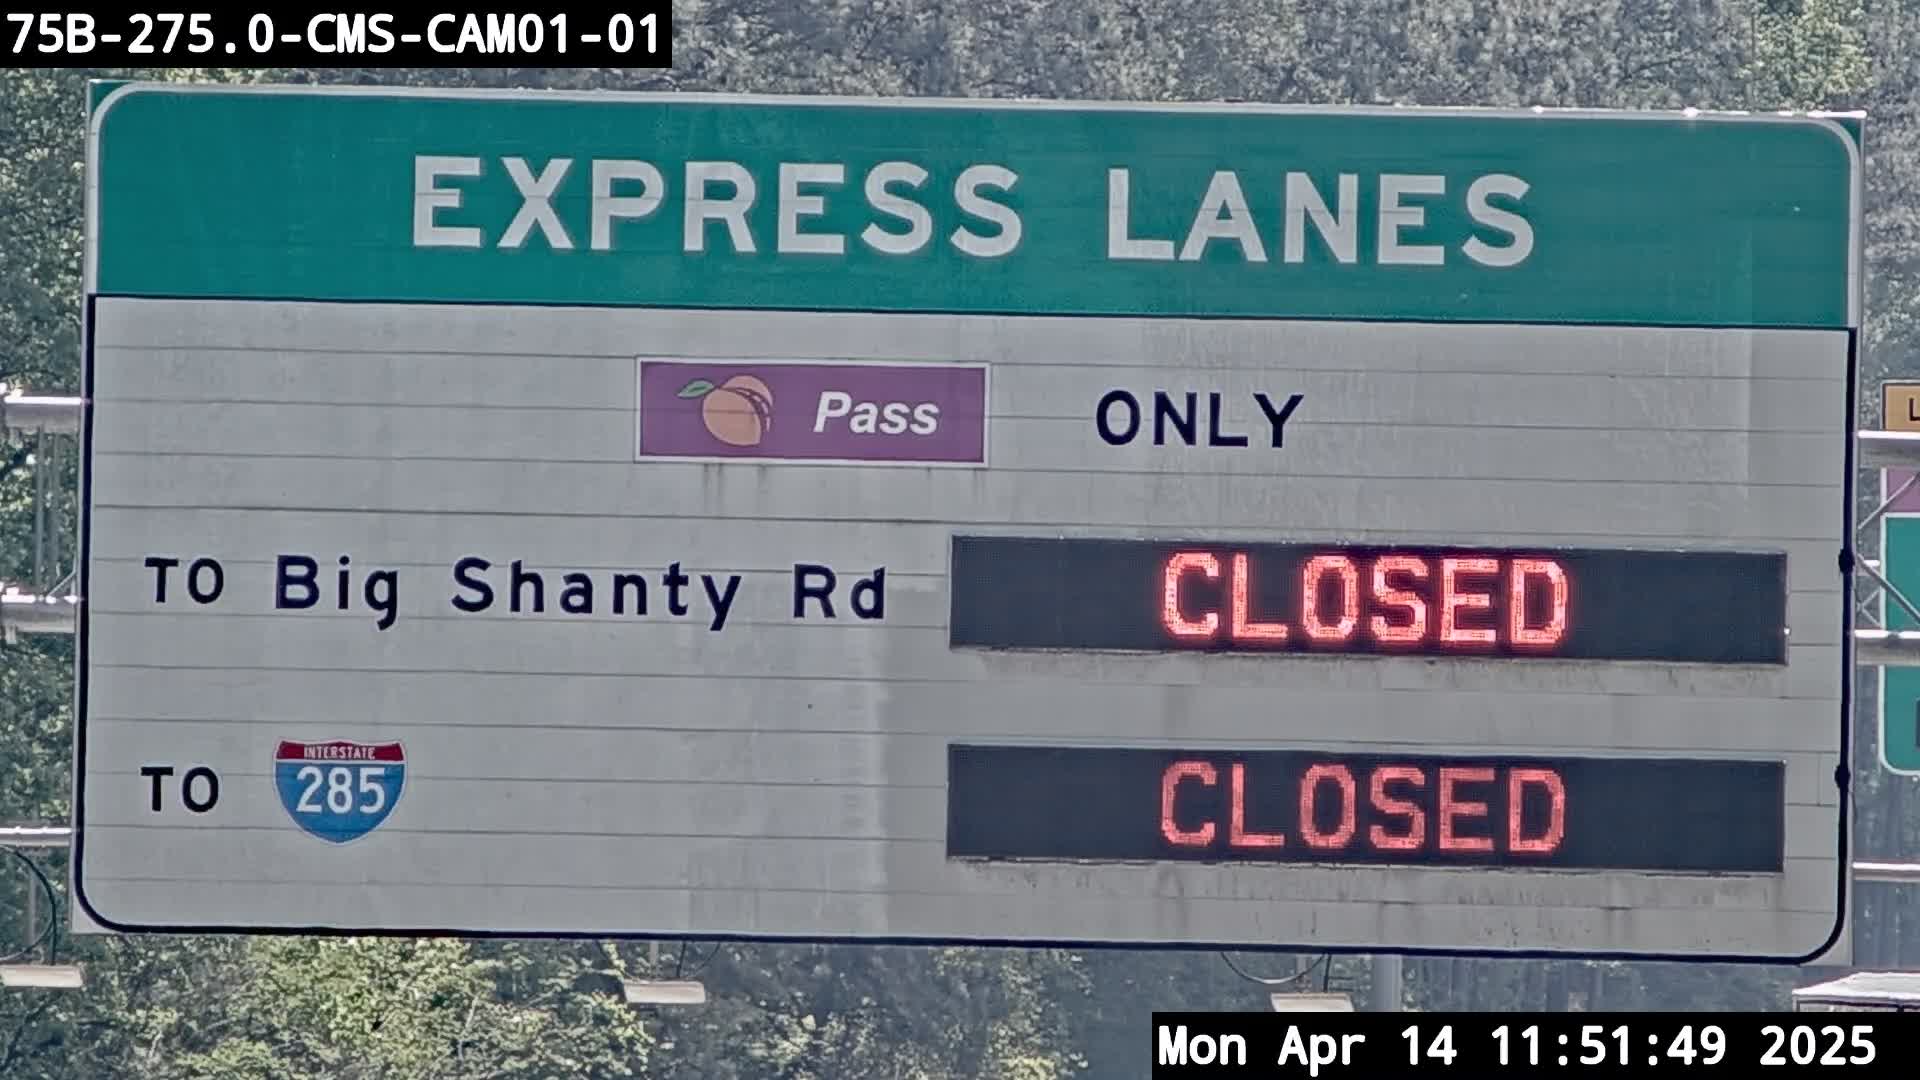 75B-275.0-CMS-CAM01-01
EXPRESS LANES
Pass ONLY
TO Big Shanty Rd CLOSED
TO INTERSTATE 285 CLOSED
Mon Apr 14 11:51:49 2025